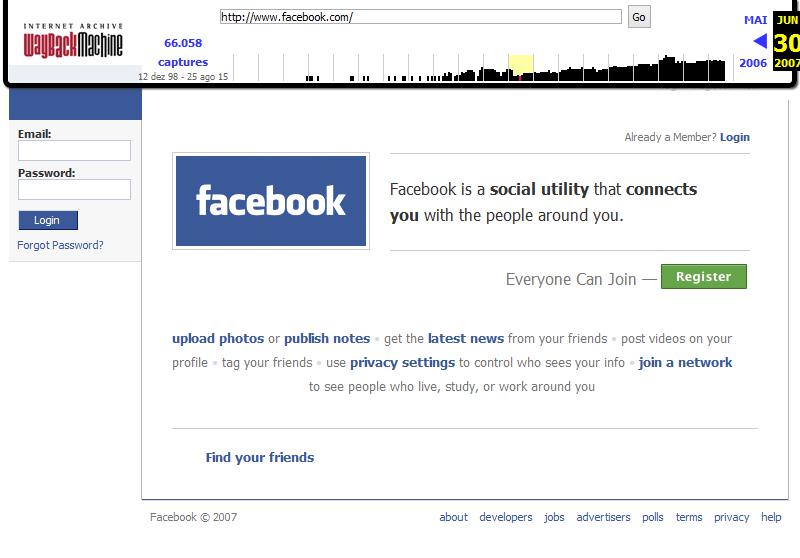 INTERNET ARCHIVE
WayBackMachine
http://www.facebook.com/
Go
66.058
captures
12 dez 98 - 25 ago 15
MAI
JUN
30
2006
2007
Email:
Password:
Login
Forgot Password?
Already a Member? Login
facebook
Facebook is a social utility that connects
you with the people around you.
Everyone Can Join — Register
upload photos or publish notes • get the latest news from your friends • post videos on your
profile • tag your friends • use privacy settings to control who sees your info • join a network
to see people who live, study, or work around you
Find your friends
Facebook © 2007
about developers jobs advertisers polls terms privacy help